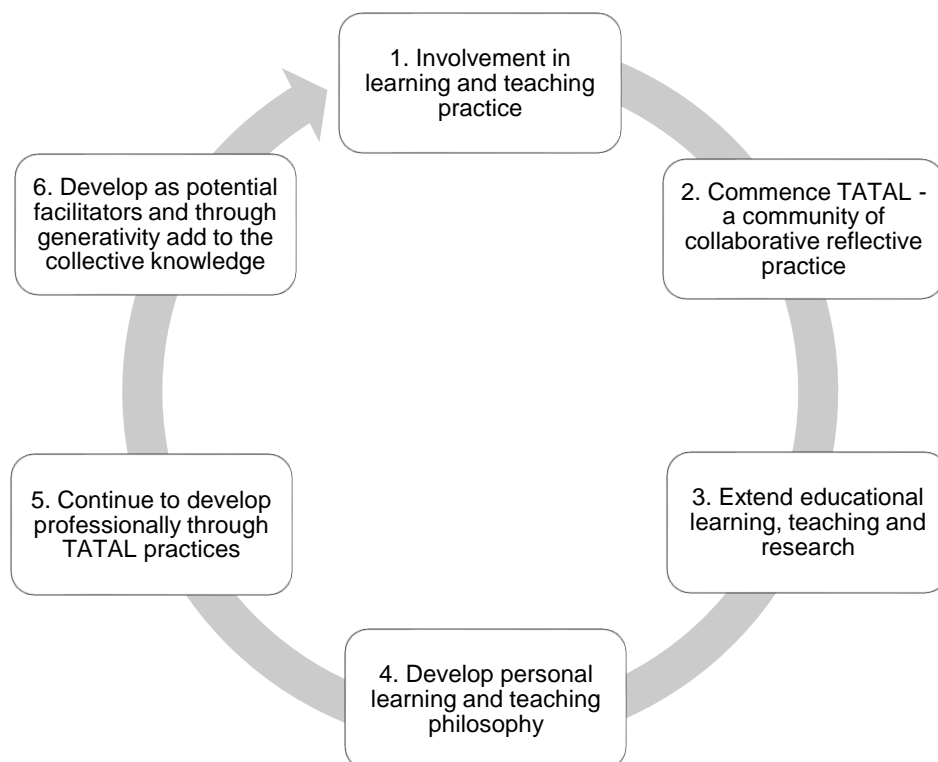 1. Involvement in
learning and teaching
practice
2. Commence TATAL -
a community of
collaborative reflective
practice
3. Extend educational
learning, teaching and
research
4. Develop personal
learning and teaching
philosophy
5. Continue to develop
professionally through
TATAL practices
6. Develop as potential
facilitators and through
generativity add to the
collective knowledge